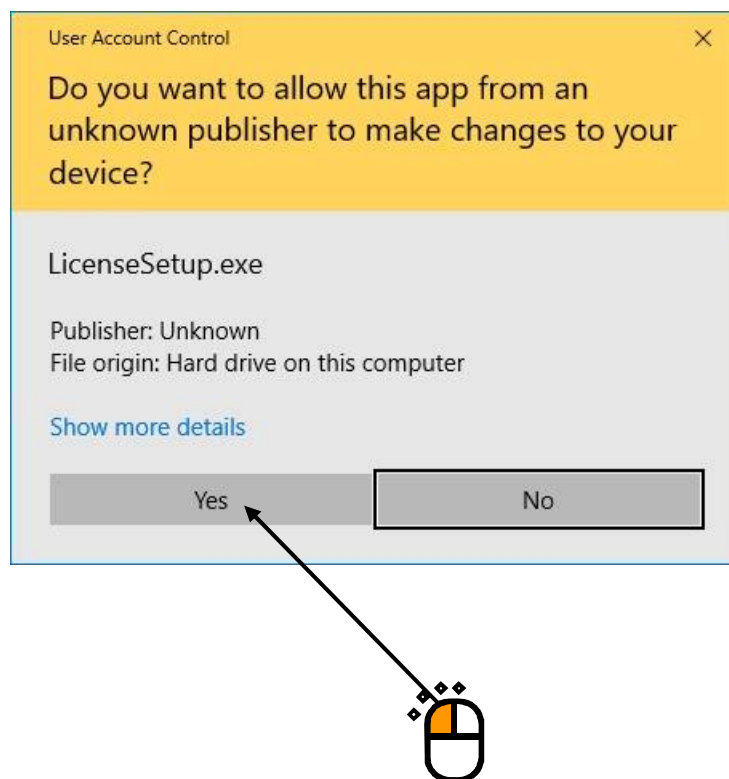 User Account Control
Do you want to allow this app from an
unknown publisher to make changes to your
device?
LicenseSetup.exe
Publisher: Unknown
File origin: Hard drive on this computer
Show more details
Yes
No